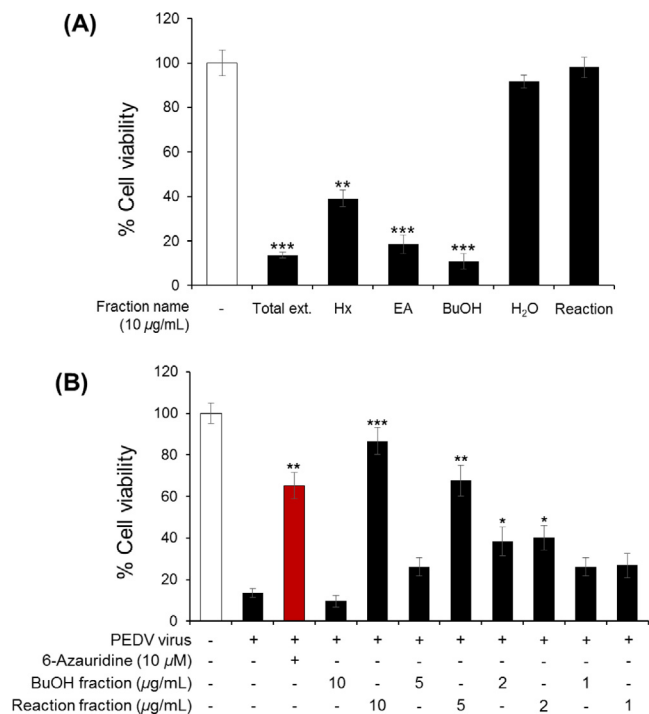 (A)
% Cell viability
120
100
80
60
40
20
0
***
**
***
***
Fraction name
(10 µg/mL)
- Total ext. Hx EA BuOH H₂O Reaction
(B)
% Cell viability
120
100
80
60
40
20
0
**
***
**
*
*
PEDV virus - + + + + + + + + + +
6-Azauridine (10 µM) - - + - - - - - - - -
BuOH fraction (µg/mL) - - - 10 - 5 - 2 - 1 -
Reaction fraction (µg/mL) - - - - 10 - 5 - 2 - 1